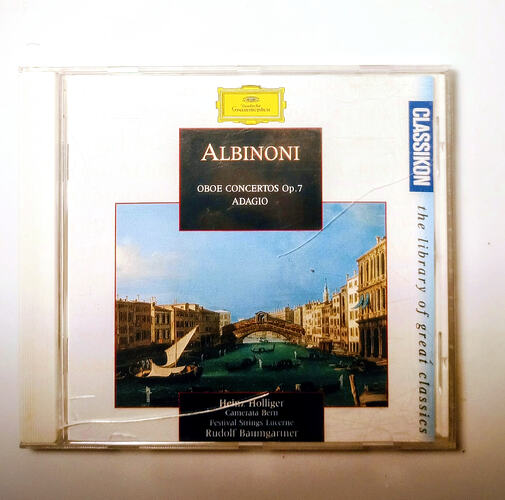 Deutsche
Grammophon
ALBINONI
OBOE CONCERTOS Op.7
ADAGIO
CLASSIKON
the library of great classics
Heinz Holliger
Camerata Bern
Festival Strings Lucerne
Rudolf Baumgartner